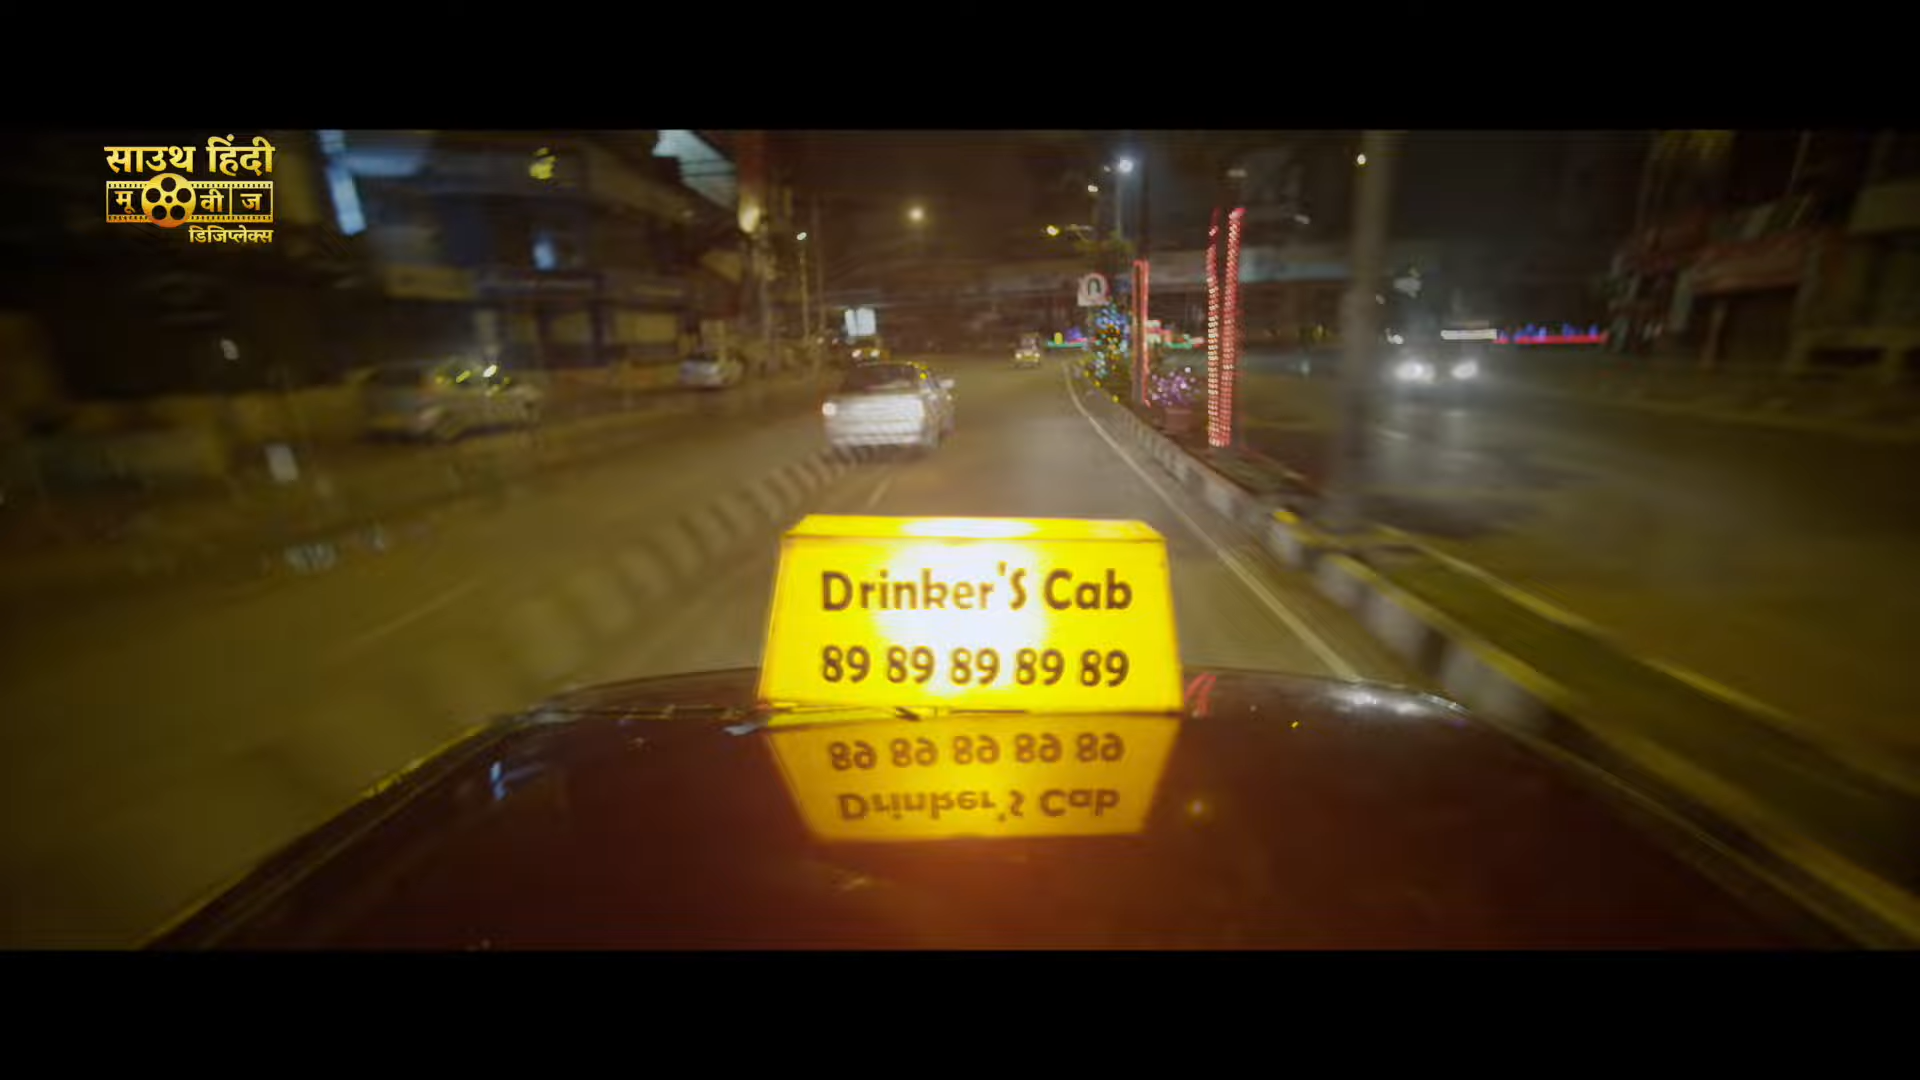 साउथ हिंदी
मूवीज
डिजिप्लेक्स
Drinker'S Cab
89 89 89 89 89
89 89 89 89 89
Drinker's Cab